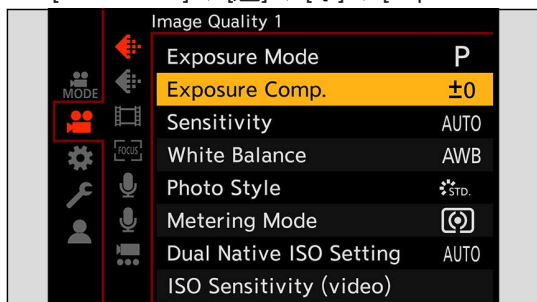 Image Quality 1
Exposure Mode P
Exposure Comp. ±0
Sensitivity AUTO
White Balance AWB
Photo Style STD.
Metering Mode
Dual Native ISO Setting AUTO
ISO Sensitivity (video)
MODE
FOCUS